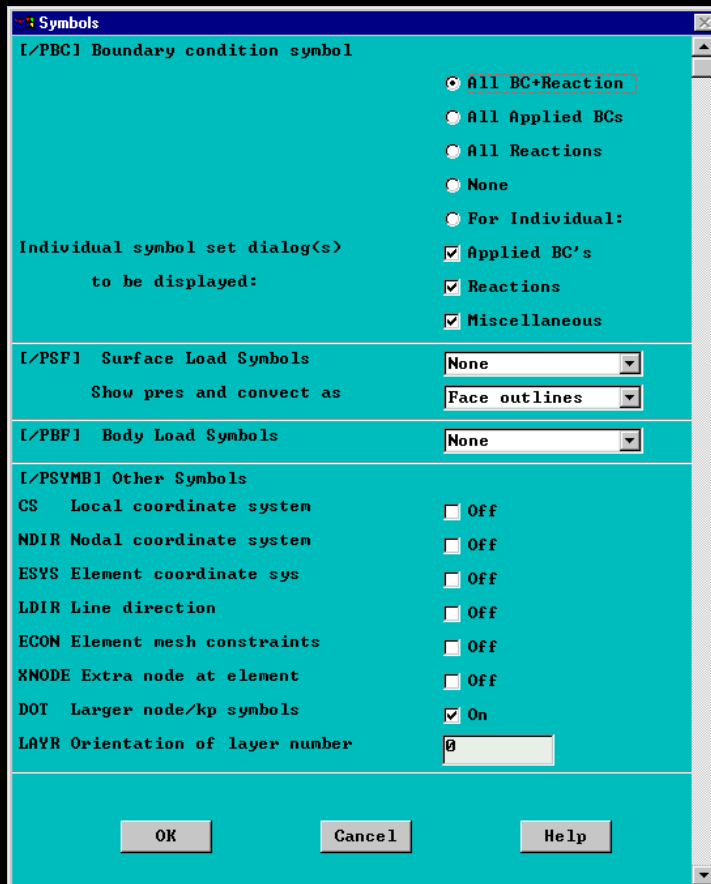 Symbols
[/PBC] Boundary condition symbol
All BC+Reaction
All Applied BCs
All Reactions
None
For Individual:
Individual symbol set dialog(s)
Applied BC's
to be displayed:
Reactions
Miscellaneous
[/PSF] Surface Load Symbols
None
Show pres and convect as
Face outlines
[/PBF] Body Load Symbols
None
[/PSYMB] Other Symbols
CS Local coordinate system
Off
NDIR Nodal coordinate system
Off
ESYS Element coordinate sys
Off
LDIR Line direction
Off
ECON Element mesh constraints
Off
XNODE Extra node at element
Off
DOT Larger node/kp symbols
On
LAYR Orientation of layer number
0
OK
Cancel
Help